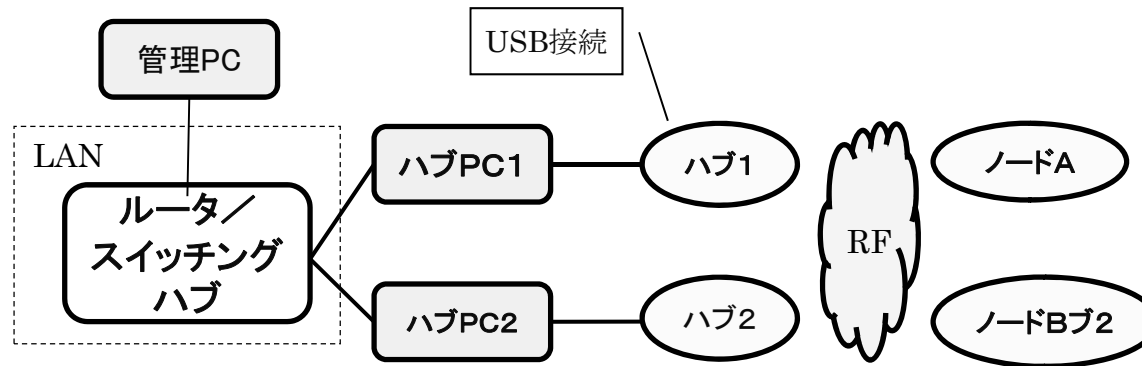 管理PC
USB接続
LAN
ルータ／
スイッチング
ハブ
ハブPC1
ハブ1
RF
ノードA
ハブPC2
ハブ2
ノードBブ2